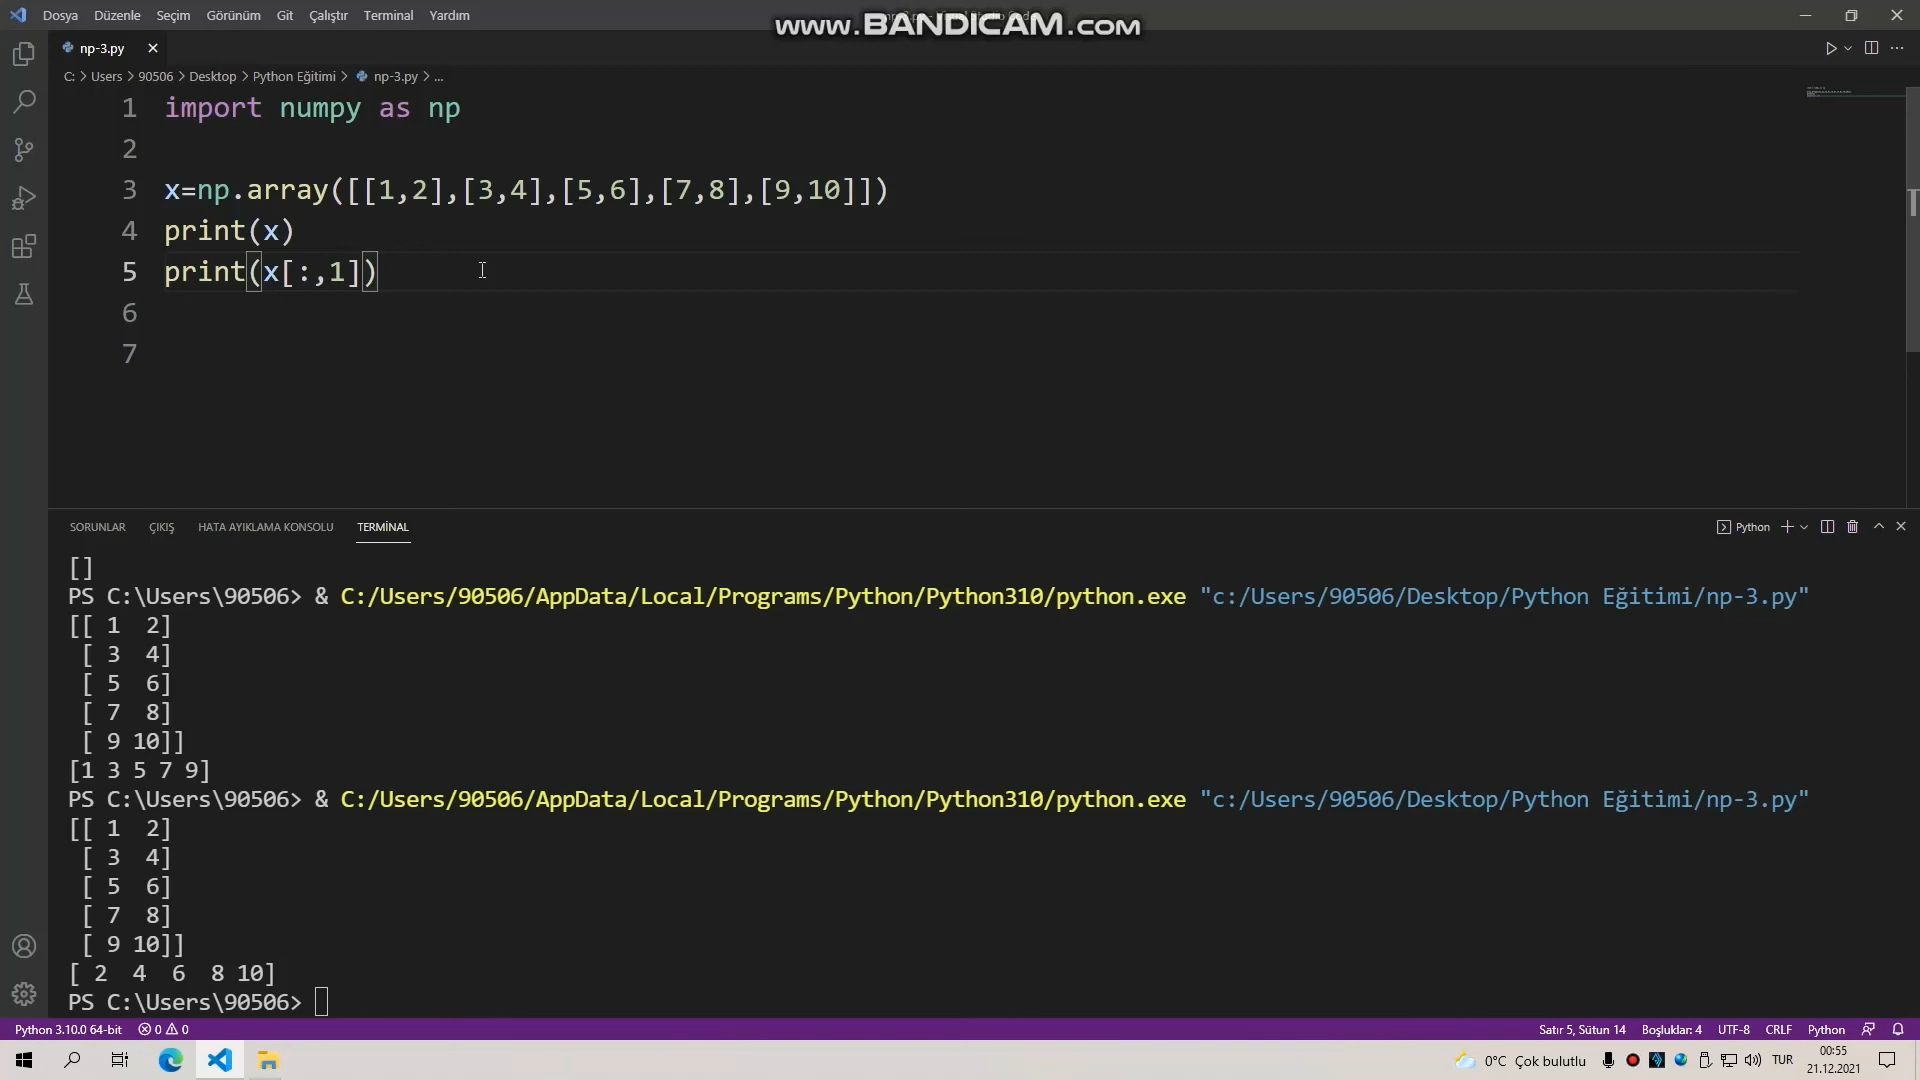 Dosya Düzenle Seçim Görünüm Git Çalıştır Terminal Yardım
www.BANDICAM.com
np-3.py
C: > Users > 90506 > Desktop > Python Eğitimi > np-3.py > ...
1 import numpy as np
2
3 x=np.array([[1,2],[3,4],[5,6],[7,8],[9,10]])
4 print(x)
5 print(x[:,1])
6
7
SORUNLAR ÇIKIŞ HATA AYIKLAMA KONSOLU TERMİNAL
Python
[]
PS C:\Users\90506> & C:/Users/90506/AppData/Local/Programs/Python/Python310/python.exe "c:/Users/90506/Desktop/Python Eğitimi/np-3.py"
[[ 1  2]
 [ 3  4]
 [ 5  6]
 [ 7  8]
 [ 9 10]]
[1 3 5 7 9]
PS C:\Users\90506> & C:/Users/90506/AppData/Local/Programs/Python/Python310/python.exe "c:/Users/90506/Desktop/Python Eğitimi/np-3.py"
[[ 1  2]
 [ 3  4]
 [ 5  6]
 [ 7  8]
 [ 9 10]]
[ 2  4  6  8 10]
PS C:\Users\90506>
Python 3.10.0 64-bit 0 0 Satır 5, Sütun 14 Boşluklar: 4 UTF-8 CRLF Python
0°C Çok bulutlu TUR 00:55
21.12.2021